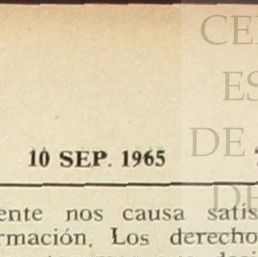 10 SEP. 1965
ente nos causa satis
rmación. Los derecho